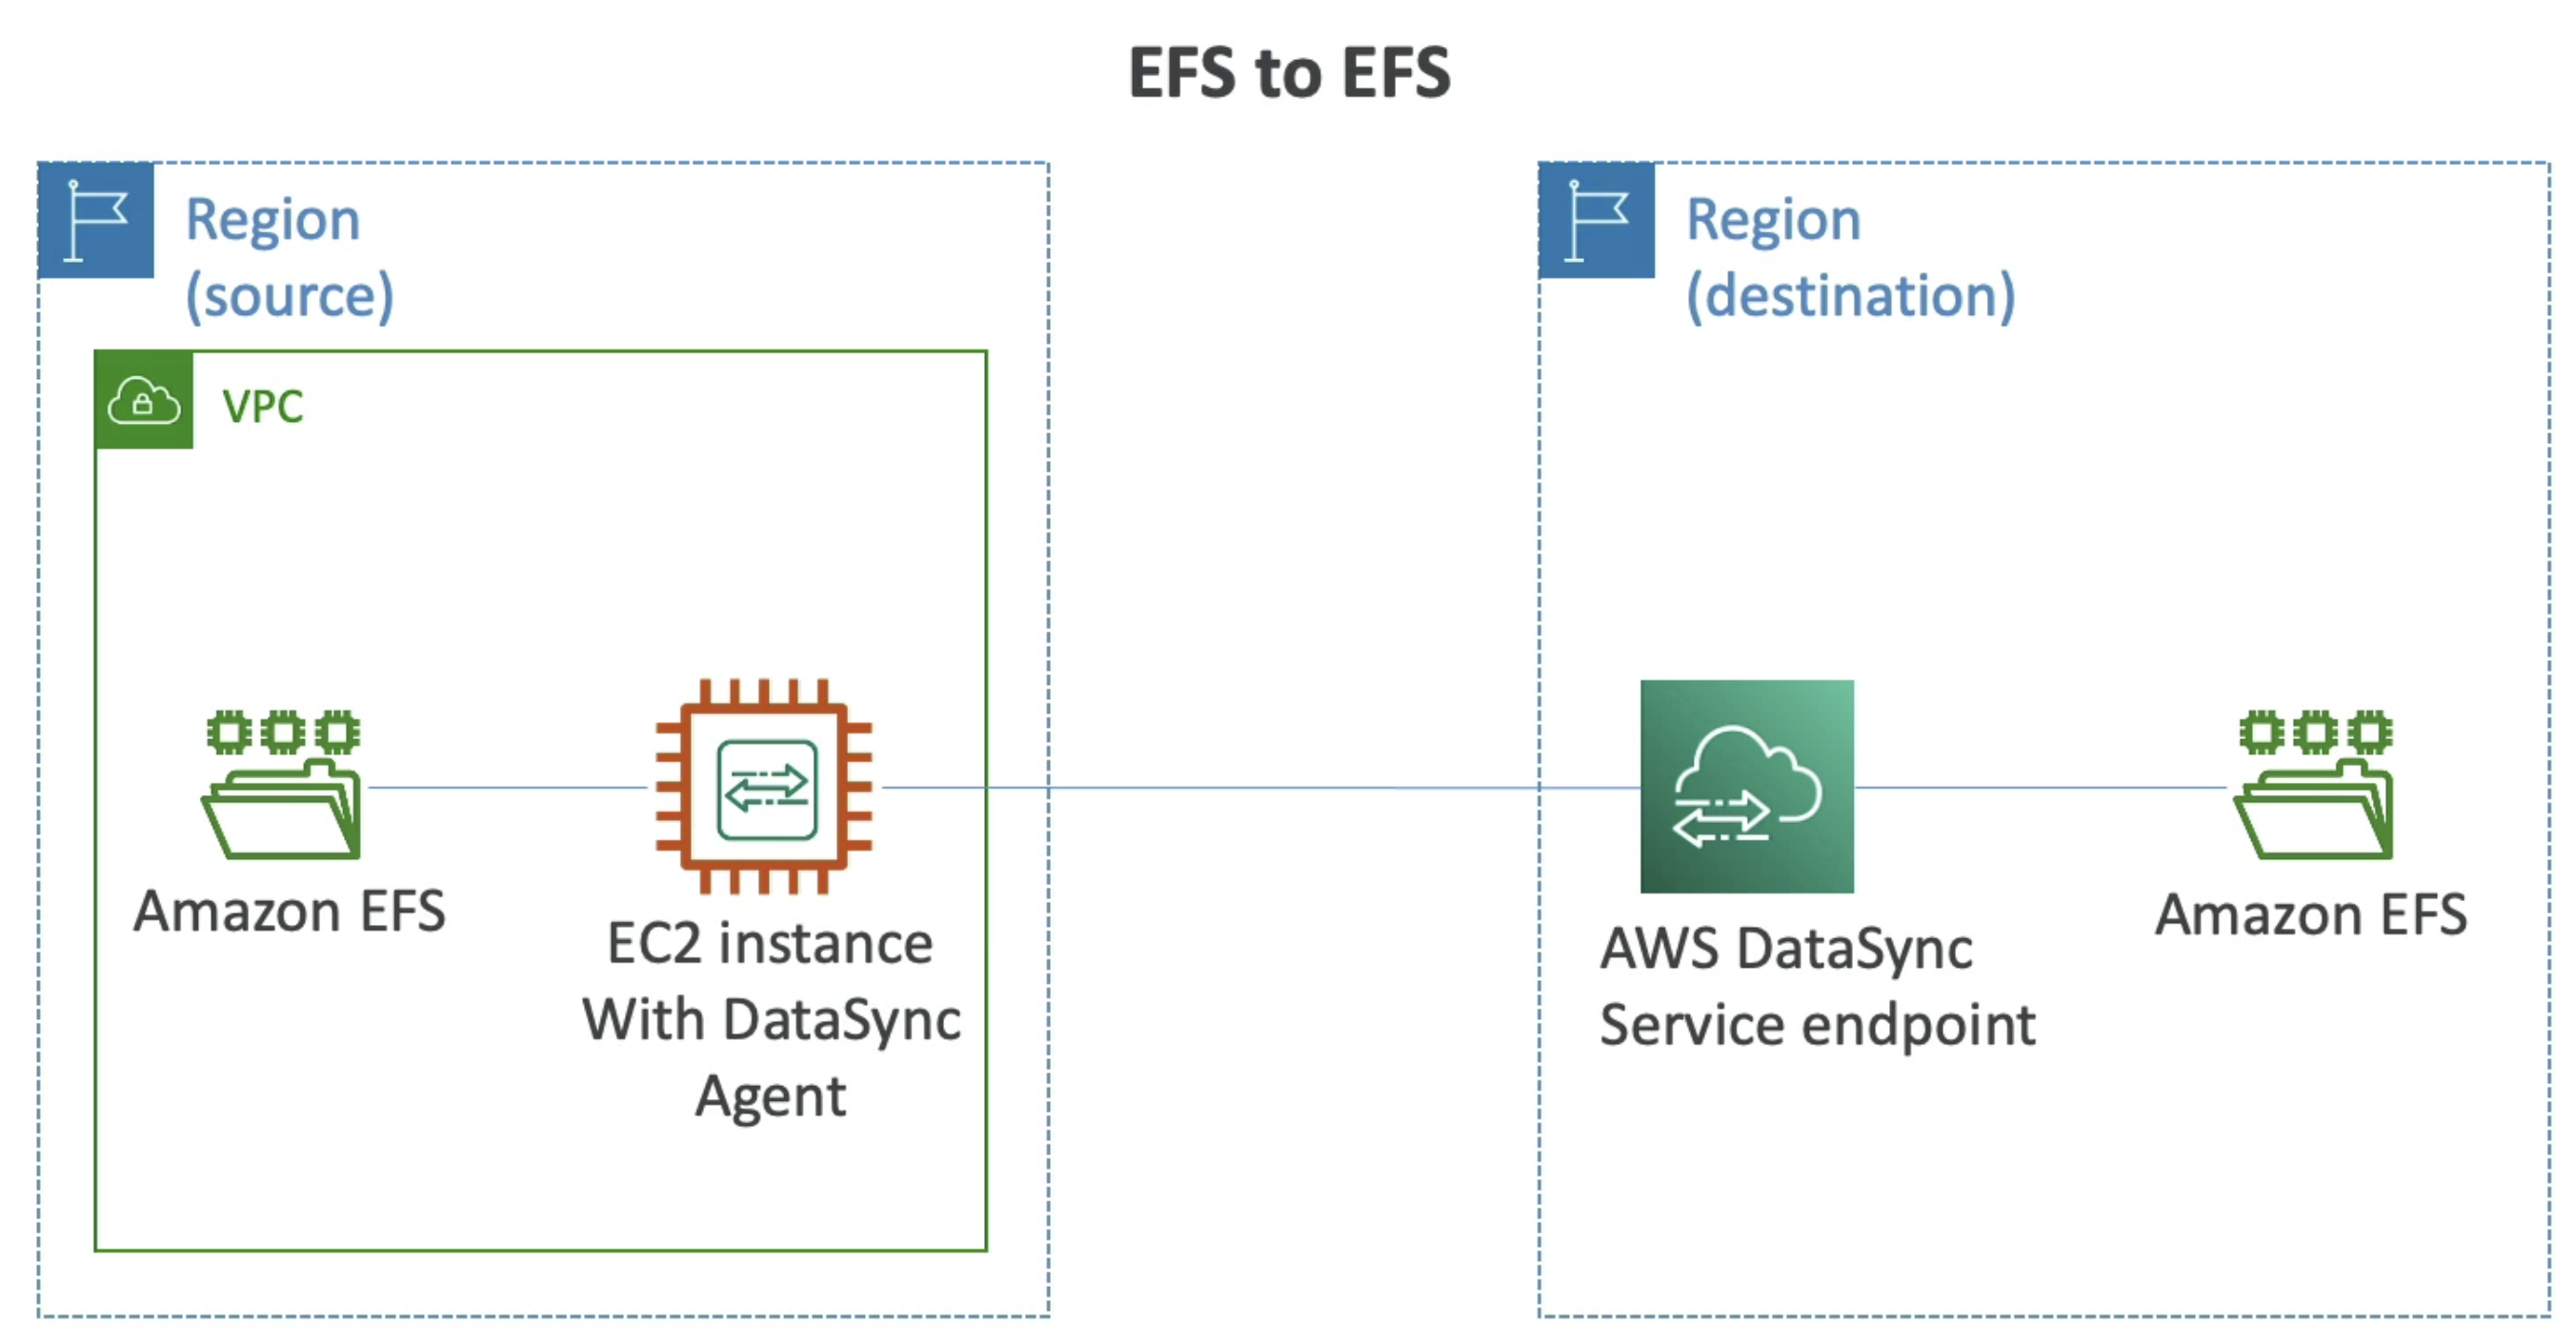 EFS to EFS
Region
(source)
VPC
Amazon EFS
EC2 instance
With DataSync
Agent
Region
(destination)
AWS DataSync
Service endpoint
Amazon EFS